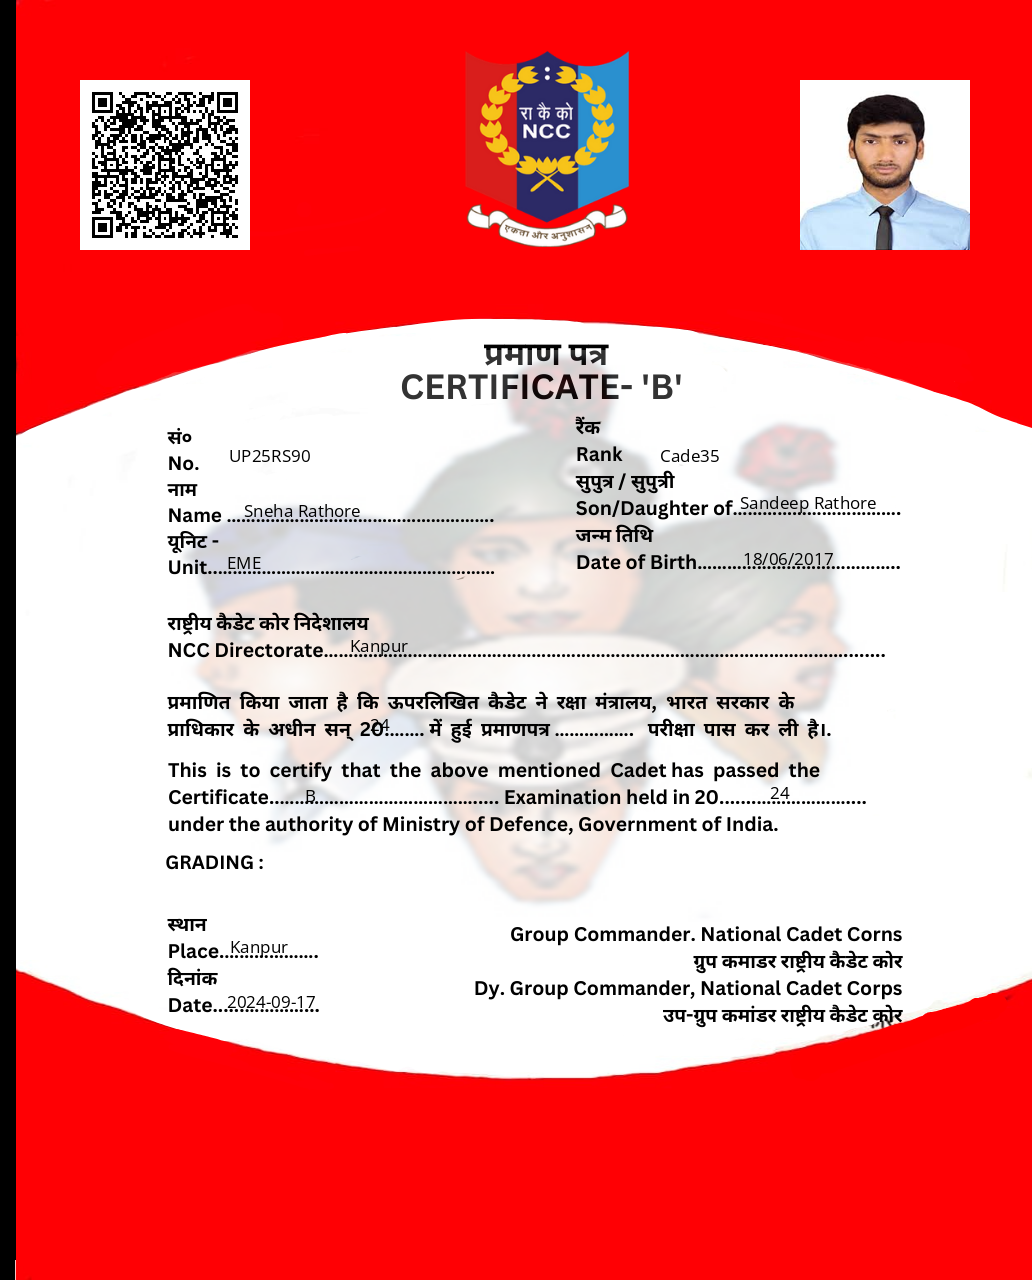 रा कै को
NCC
एकता और अनुशासन
प्रमाण पत्र
CERTIFICATE- 'B'
सं०
No. UP25RS90
नाम
Name ........ Sneha Rathore ........
यूनिट -
Unit........ EME ........
रैंक
Rank Cade35
सुपुत्र / सुपुत्री
Son/Daughter of........ Sandeep Rathore ........
जन्म तिथि
Date of Birth........ 18/06/2017 ........
राष्ट्रीय कैडेट कोर निदेशालय
NCC Directorate........ Kanpur ........
प्रमाणित किया जाता है कि ऊपरलिखित कैडेट ने रक्षा मंत्रालय, भारत सरकार के
प्राधिकार के अधीन सन् 20 24 ........ में हुई प्रमाणपत्र ................ परीक्षा पास कर ली है।.
This is to certify that the above mentioned Cadet has passed the
Certificate........ B ........ Examination held in 20........ 24 ........
under the authority of Ministry of Defence, Government of India.
GRADING :
स्थान
Place........ Kanpur ........
दिनांक
Date........ 2024-09-17 ........
Group Commander. National Cadet Corns
ग्रुप कमाडर राष्ट्रीय कैडेट कोर
Dy. Group Commander, National Cadet Corps
उप-ग्रुप कमांडर राष्ट्रीय कैडेट कोर